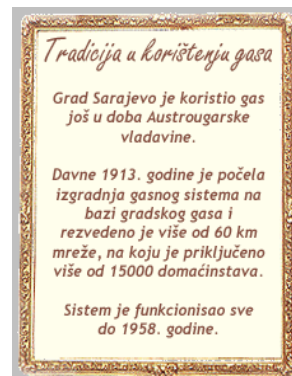 Tradicija u korištenju gasa
Grad Sarajevo je koristio gas
još u doba Austrougarske
vladavine.
Davne 1913. godine je počela
izgradnja gasnog sistema na
bazi gradskog gasa i
rezvedeno je više od 60 km
mreže, na koju je priključeno
više od 15000 domaćinstava.
Sistem je funkcionisao sve
do 1958. godine.